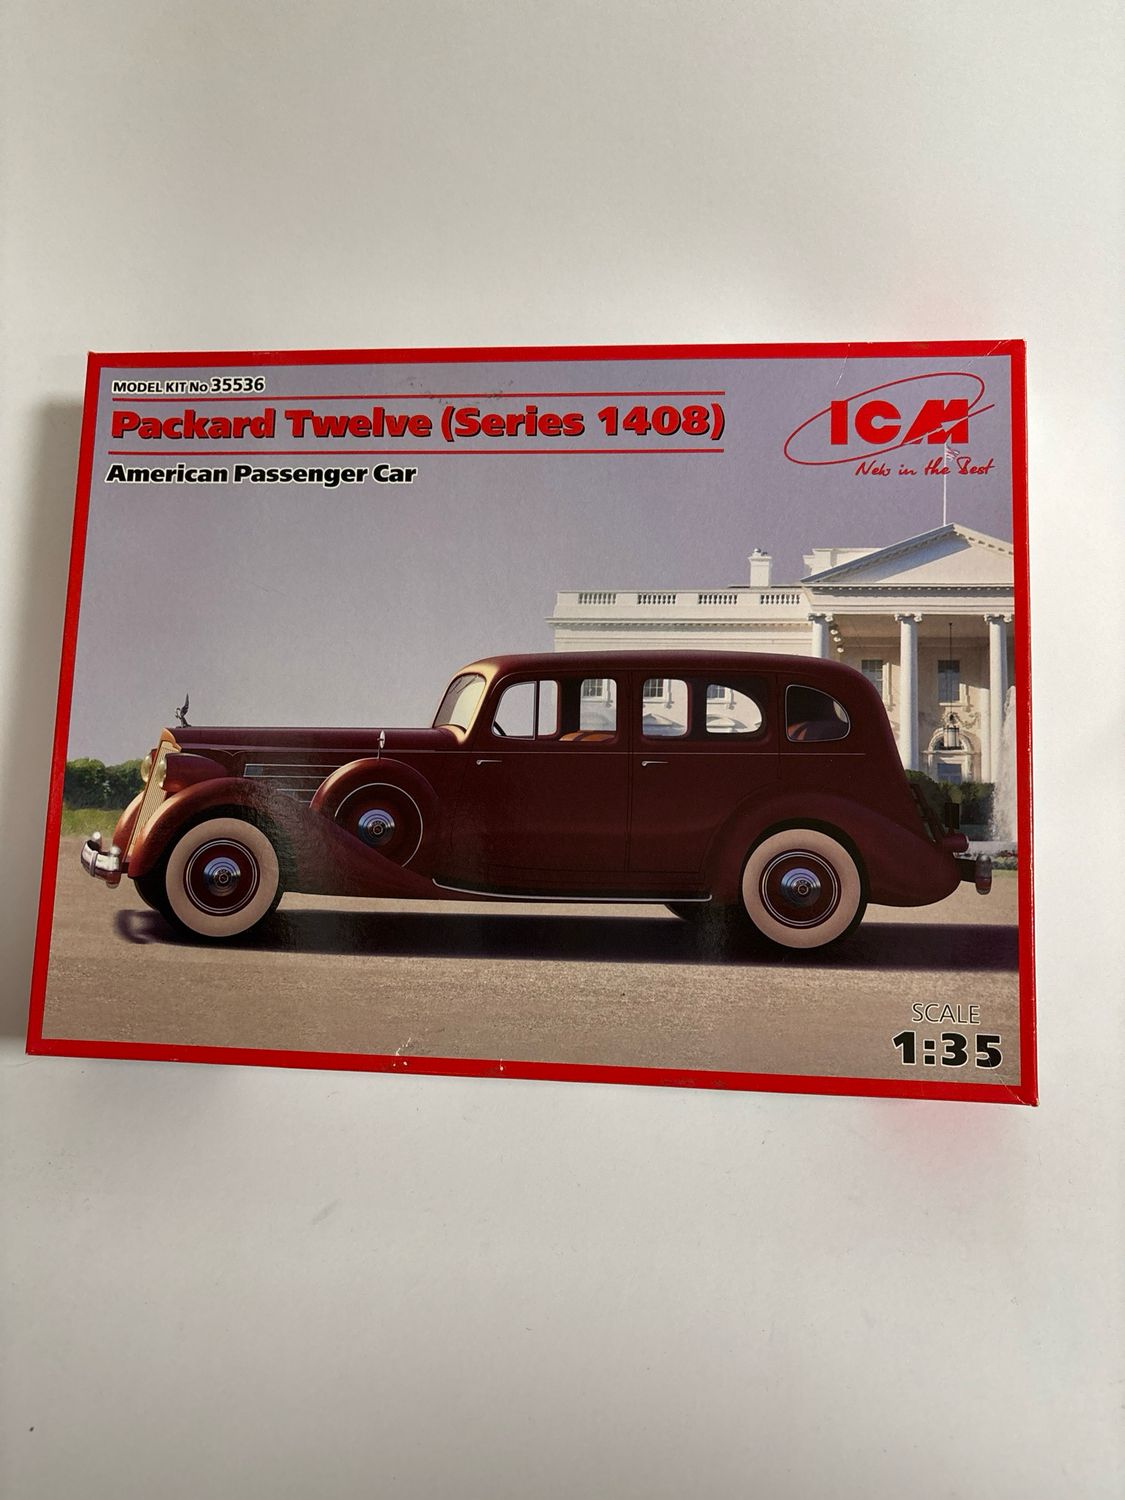 MODEL KIT No 35536
Packard Twelve (Series 1408)
American Passenger Car
ICM
New in the Best
SCALE
1:35